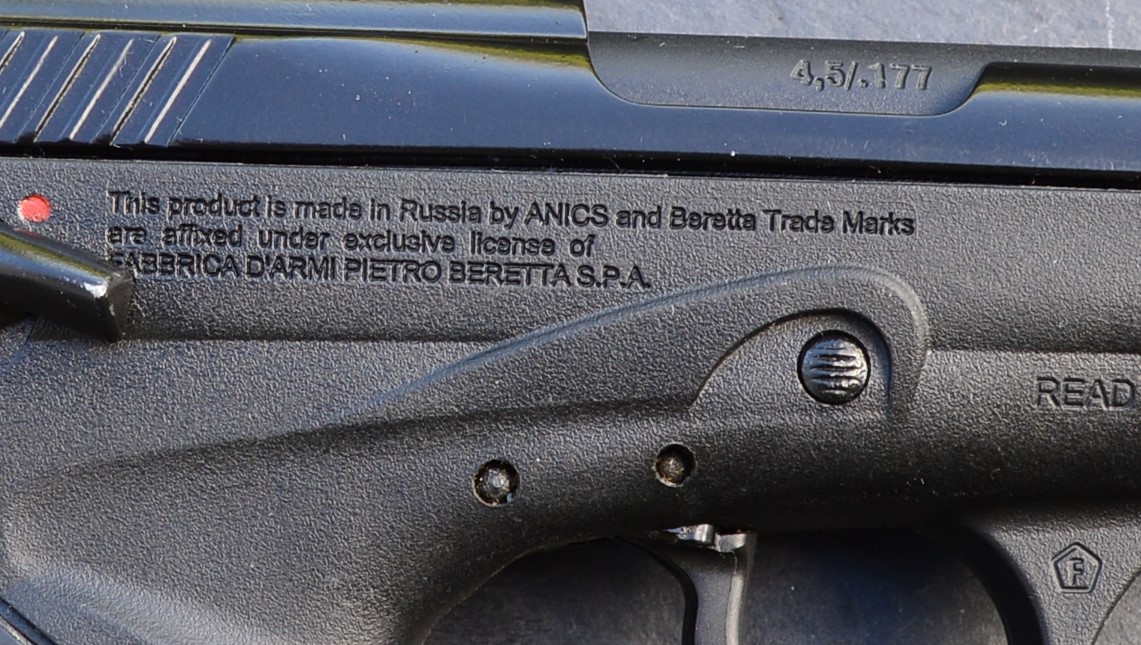 4,5/.177
This product is made in Russia by ANICS and Beretta Trade Marks
are affixed under exclusive license of
FABBRICA D'ARMI PIETRO BERETTA S.P.A.
READ
F